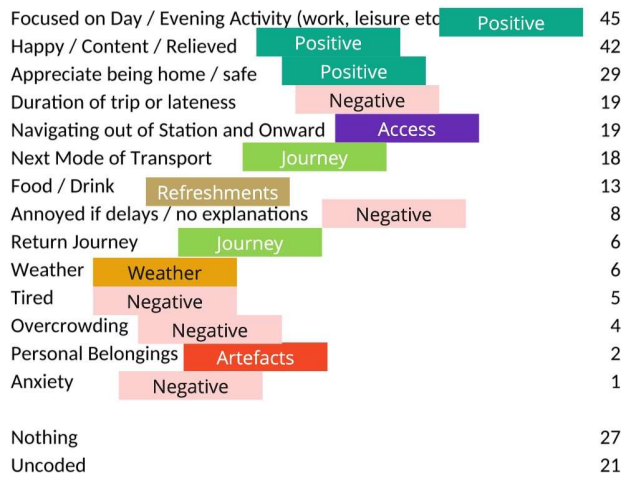 Focused on Day / Evening Activity (work, leisure etc Positive 45
Happy / Content / Relieved Positive 42
Appreciate being home / safe Positive 29
Duration of trip or lateness Negative 19
Navigating out of Station and Onward Access 19
Next Mode of Transport Journey 18
Food / Drink Refreshments 13
Annoyed if delays / no explanations Negative 8
Return Journey Journey 6
Weather Weather 6
Tired Negative 5
Overcrowding Negative 4
Personal Belongings Artefacts 2
Anxiety Negative 1
Nothing 27
Uncoded 21